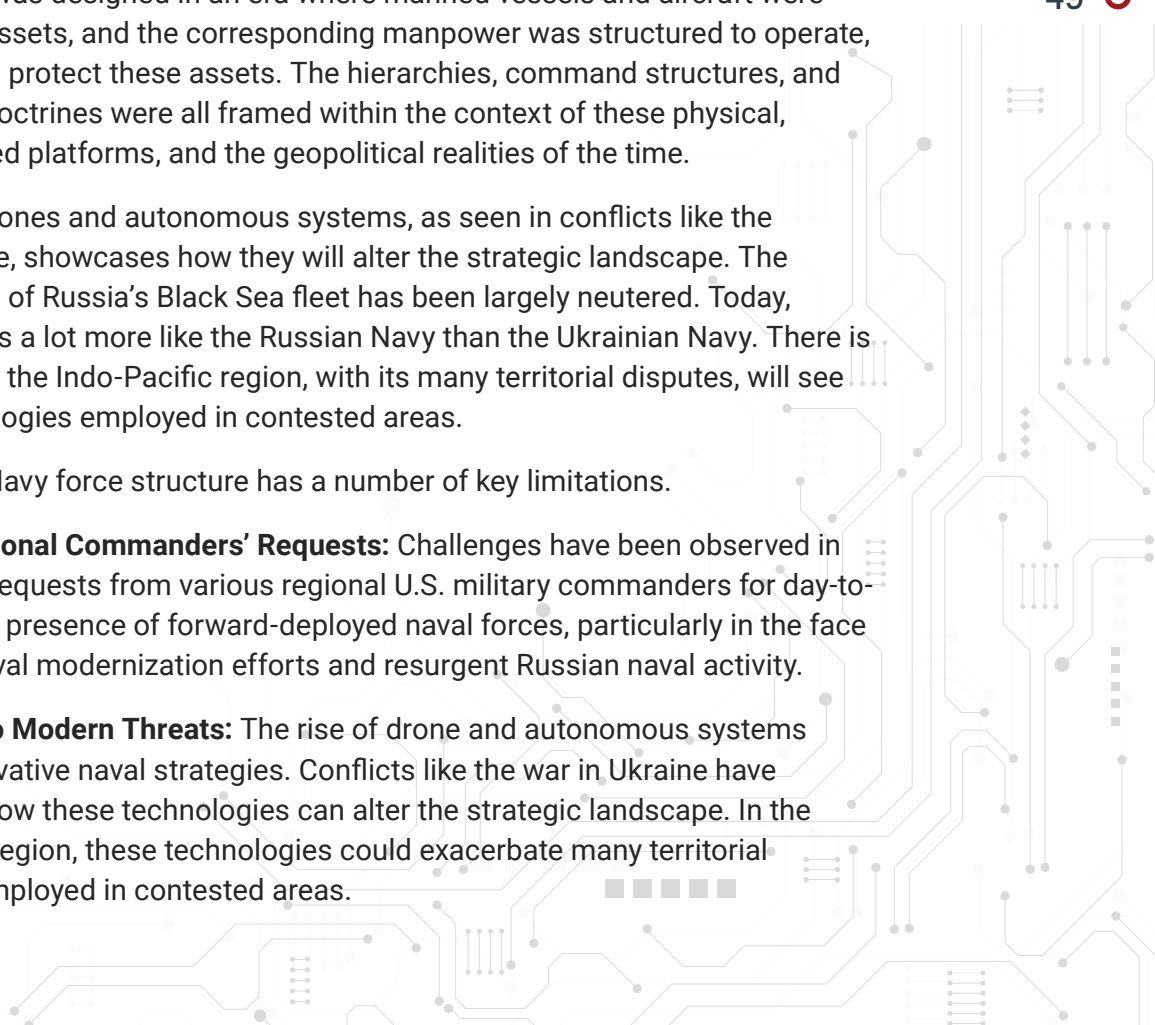 49
was designed in an era where manned vessels and aircraft were
ssets, and the corresponding manpower was structured to operate,
protect these assets. The hierarchies, command structures, and
octrines were all framed within the context of these physical,
ed platforms, and the geopolitical realities of the time.
ones and autonomous systems, as seen in conflicts like the
e, showcases how they will alter the strategic landscape. The
of Russia’s Black Sea fleet has been largely neutered. Today,
s a lot more like the Russian Navy than the Ukrainian Navy. There is
the Indo-Pacific region, with its many territorial disputes, will see
ogies employed in contested areas.
Navy force structure has a number of key limitations.
onal Commanders’ Requests: Challenges have been observed in
equests from various regional U.S. military commanders for day-to-
presence of forward-deployed naval forces, particularly in the face
val modernization efforts and resurgent Russian naval activity.
o Modern Threats: The rise of drone and autonomous systems
vative naval strategies. Conflicts like the war in Ukraine have
ow these technologies can alter the strategic landscape. In the
egion, these technologies could exacerbate many territorial
mployed in contested areas.